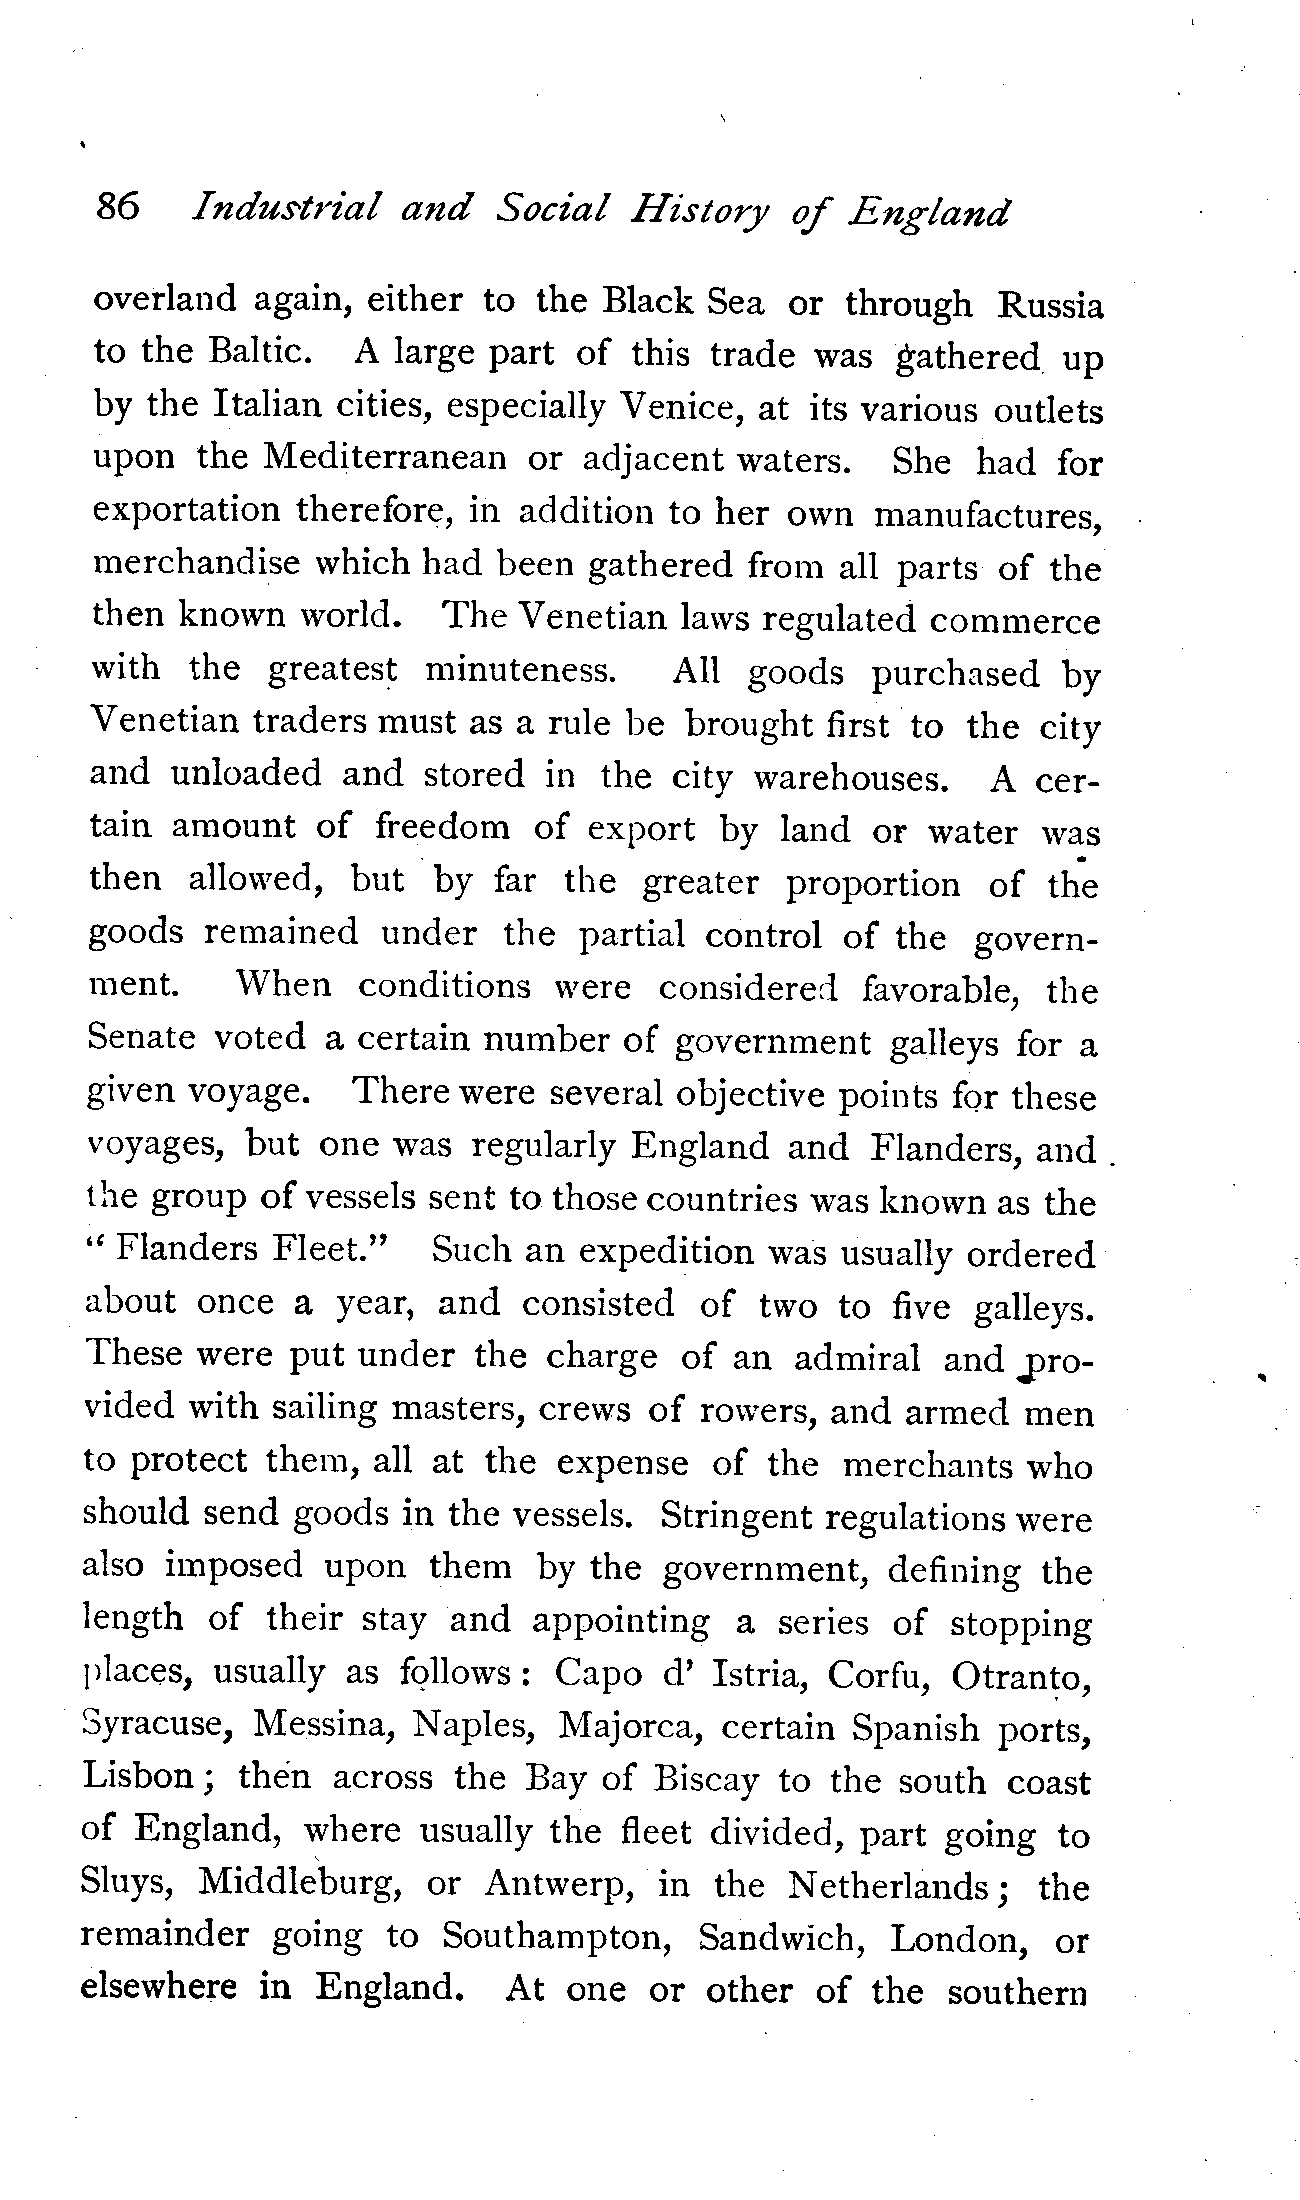 86 Industrial and Social History of England
overland again, either to the Black Sea or through Russia
to the Baltic. A large part of this trade was gathered up
by the Italian cities, especially Venice, at its various outlets
upon the Mediterranean or adjacent waters. She had for
exportation therefore, in addition to her own manufactures,
merchandise which had been gathered from all parts of the
then known world. The Venetian laws regulated commerce
with the greatest minuteness. All goods purchased by
Venetian traders must as a rule be brought first to the city
and unloaded and stored in the city warehouses. A cer-
tain amount of freedom of export by land or water was
then allowed, but by far the greater proportion of the
goods remained under the partial control of the govern-
ment. When conditions were considered favorable, the
Senate voted a certain number of government galleys for a
given voyage. There were several objective points for these
voyages, but one was regularly England and Flanders, and
the group of vessels sent to those countries was known as the
“ Flanders Fleet.” Such an expedition was usually ordered
about once a year, and consisted of two to five galleys.
These were put under the charge of an admiral and pro-
vided with sailing masters, crews of rowers, and armed men
to protect them, all at the expense of the merchants who
should send goods in the vessels. Stringent regulations were
also imposed upon them by the government, defining the
length of their stay and appointing a series of stopping
places, usually as follows : Capo d' Istria, Corfu, Otranto,
Syracuse, Messina, Naples, Majorca, certain Spanish ports,
Lisbon ; then across the Bay of Biscay to the south coast
of England, where usually the fleet divided, part going to
Sluys, Middleburg, or Antwerp, in the Netherlands ; the
remainder going to Southampton, Sandwich, London, or
elsewhere in England. At one or other of the southern